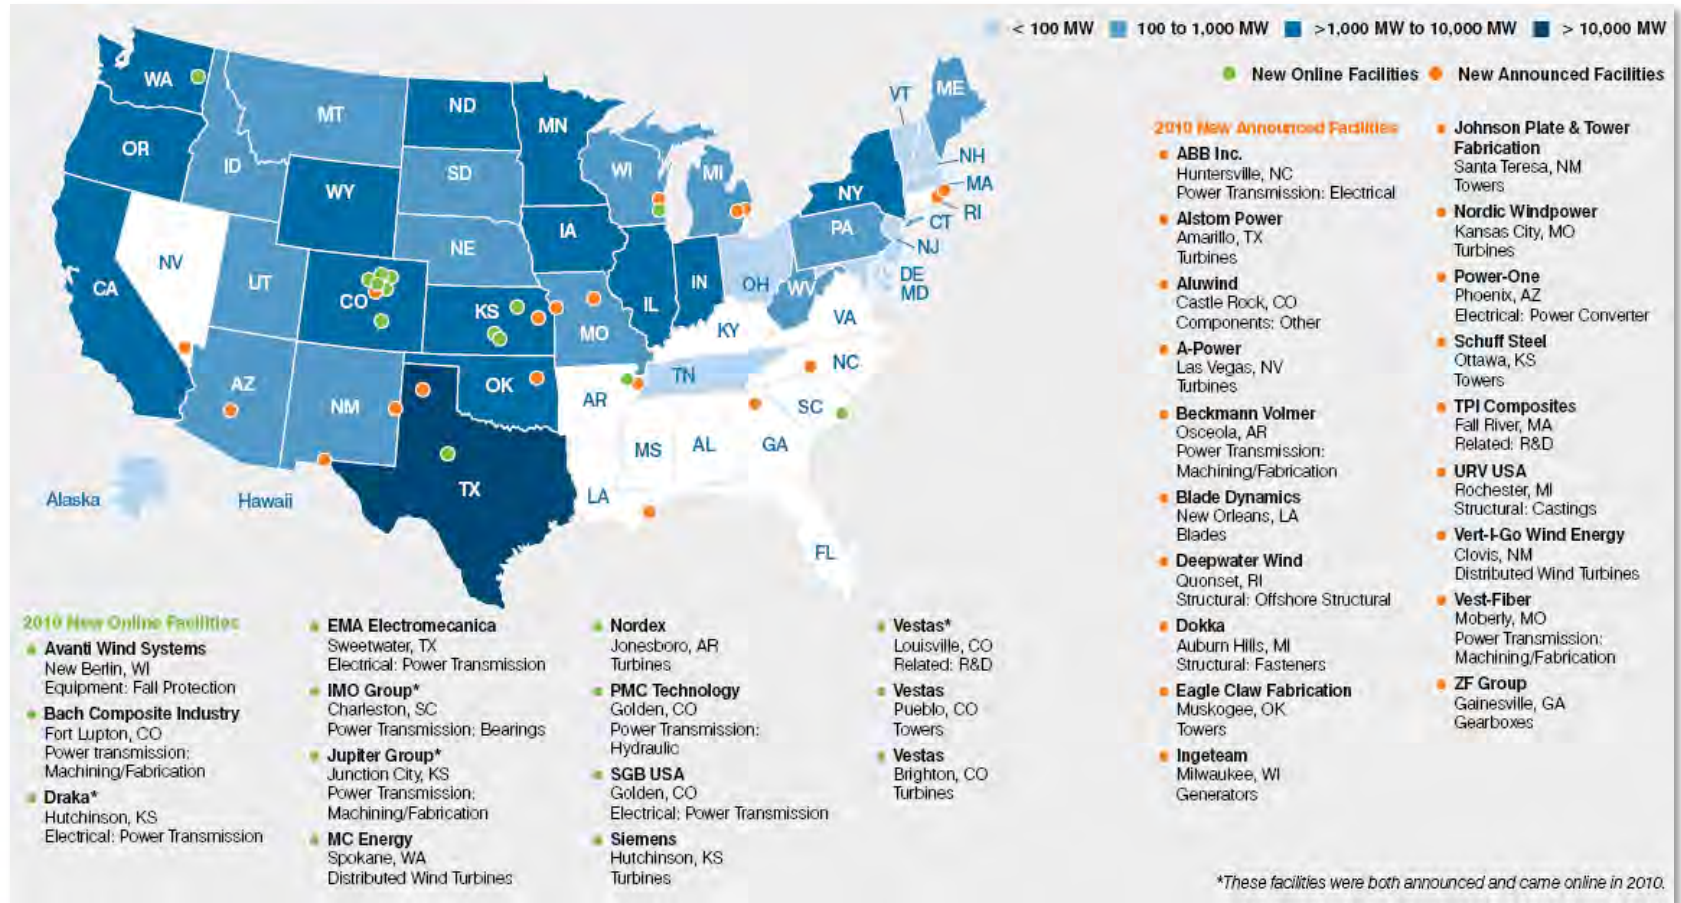 < 100 MW 100 to 1,000 MW >1,000 MW to 10,000 MW > 10,000 MW
New Online Facilities New Announced Facilities
WA
OR
CA
NV
ID
MT
WY
UT
AZ
CO
NM
ND
SD
NE
KS
OK
TX
MN
IA
MO
AR
LA
WI
IL
MI
IN
OH
KY
TN
MS
AL
GA
FL
SC
NC
VA
WV
PA
NY
VT
ME
NH
MA
RI
CT
NJ
DE
MD
Alaska
Hawaii
2010 New Online Facilities
Avanti Wind Systems
New Berlin, WI
Equipment: Fall Protection
Bach Composite Industry
Fort Lupton, CO
Power transmission:
Machining/Fabrication
Draka*
Hutchinson, KS
Electrical: Power Transmission
EMA Electromecanica
Sweetwater, TX
Electrical: Power Transmission
IMO Group*
Charleston, SC
Power Transmission: Bearings
Jupiter Group*
Junction City, KS
Power Transmission:
Machining/Fabrication
MC Energy
Spokane, WA
Distributed Wind Turbines
Nordex
Jonesboro, AR
Turbines
PMC Technology
Golden, CO
Power Transmission:
Hydraulic
SGB USA
Golden, CO
Electrical: Power Transmission
Siemens
Hutchinson, KS
Turbines
Vestas*
Louisville, CO
Related: R&D
Vestas
Pueblo, CO
Towers
Vestas
Brighton, CO
Turbines
2010 New Announced Facilities
ABB Inc.
Huntersville, NC
Power Transmission: Electrical
Alstom Power
Amarillo, TX
Turbines
Aluwind
Castle Rock, CO
Components: Other
A-Power
Las Vegas, NV
Turbines
Beckmann Volmer
Osceola, AR
Power Transmission:
Machining/Fabrication
Blade Dynamics
New Orleans, LA
Blades
Deepwater Wind
Quonset, RI
Structural: Offshore Structural
Dokka
Auburn Hills, MI
Structural: Fasteners
Eagle Claw Fabrication
Muskogee, OK
Towers
Ingeteam
Milwaukee, WI
Generators
Johnson Plate & Tower
Fabrication
Santa Teresa, NM
Towers
Nordic Windpower
Kansas City, MO
Turbines
Power-One
Phoenix, AZ
Electrical: Power Converter
Schuff Steel
Ottawa, KS
Towers
TPI Composites
Fall River, MA
Related: R&D
URV USA
Rochester, MI
Structural: Castings
Vert-I-Go Wind Energy
Clovis, NM
Distributed Wind Turbines
Vest-Fiber
Moberly, MO
Power Transmission:
Machining/Fabrication
ZF Group
Gainesville, GA
Gearboxes
*These facilities were both announced and came online in 2010.